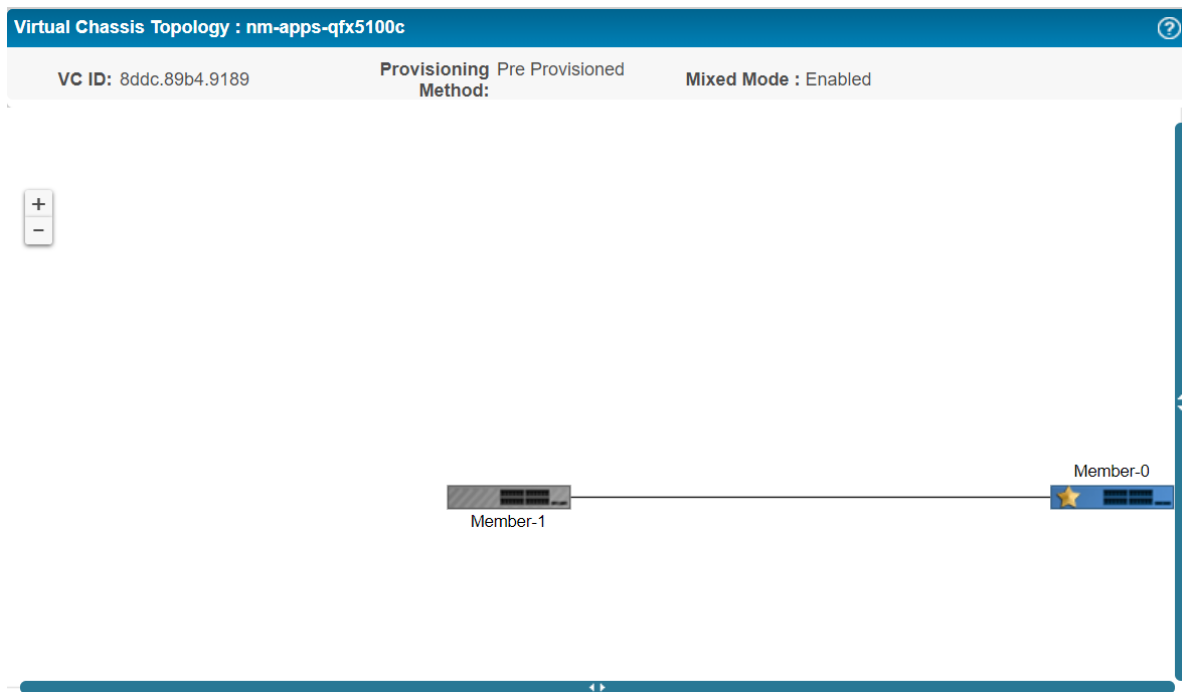 Virtual Chassis Topology : nm-apps-qfx5100c
?
VC ID: 8ddc.89b4.9189
Provisioning Method: Pre Provisioned
Mixed Mode : Enabled
+
−
Member-0
Member-1